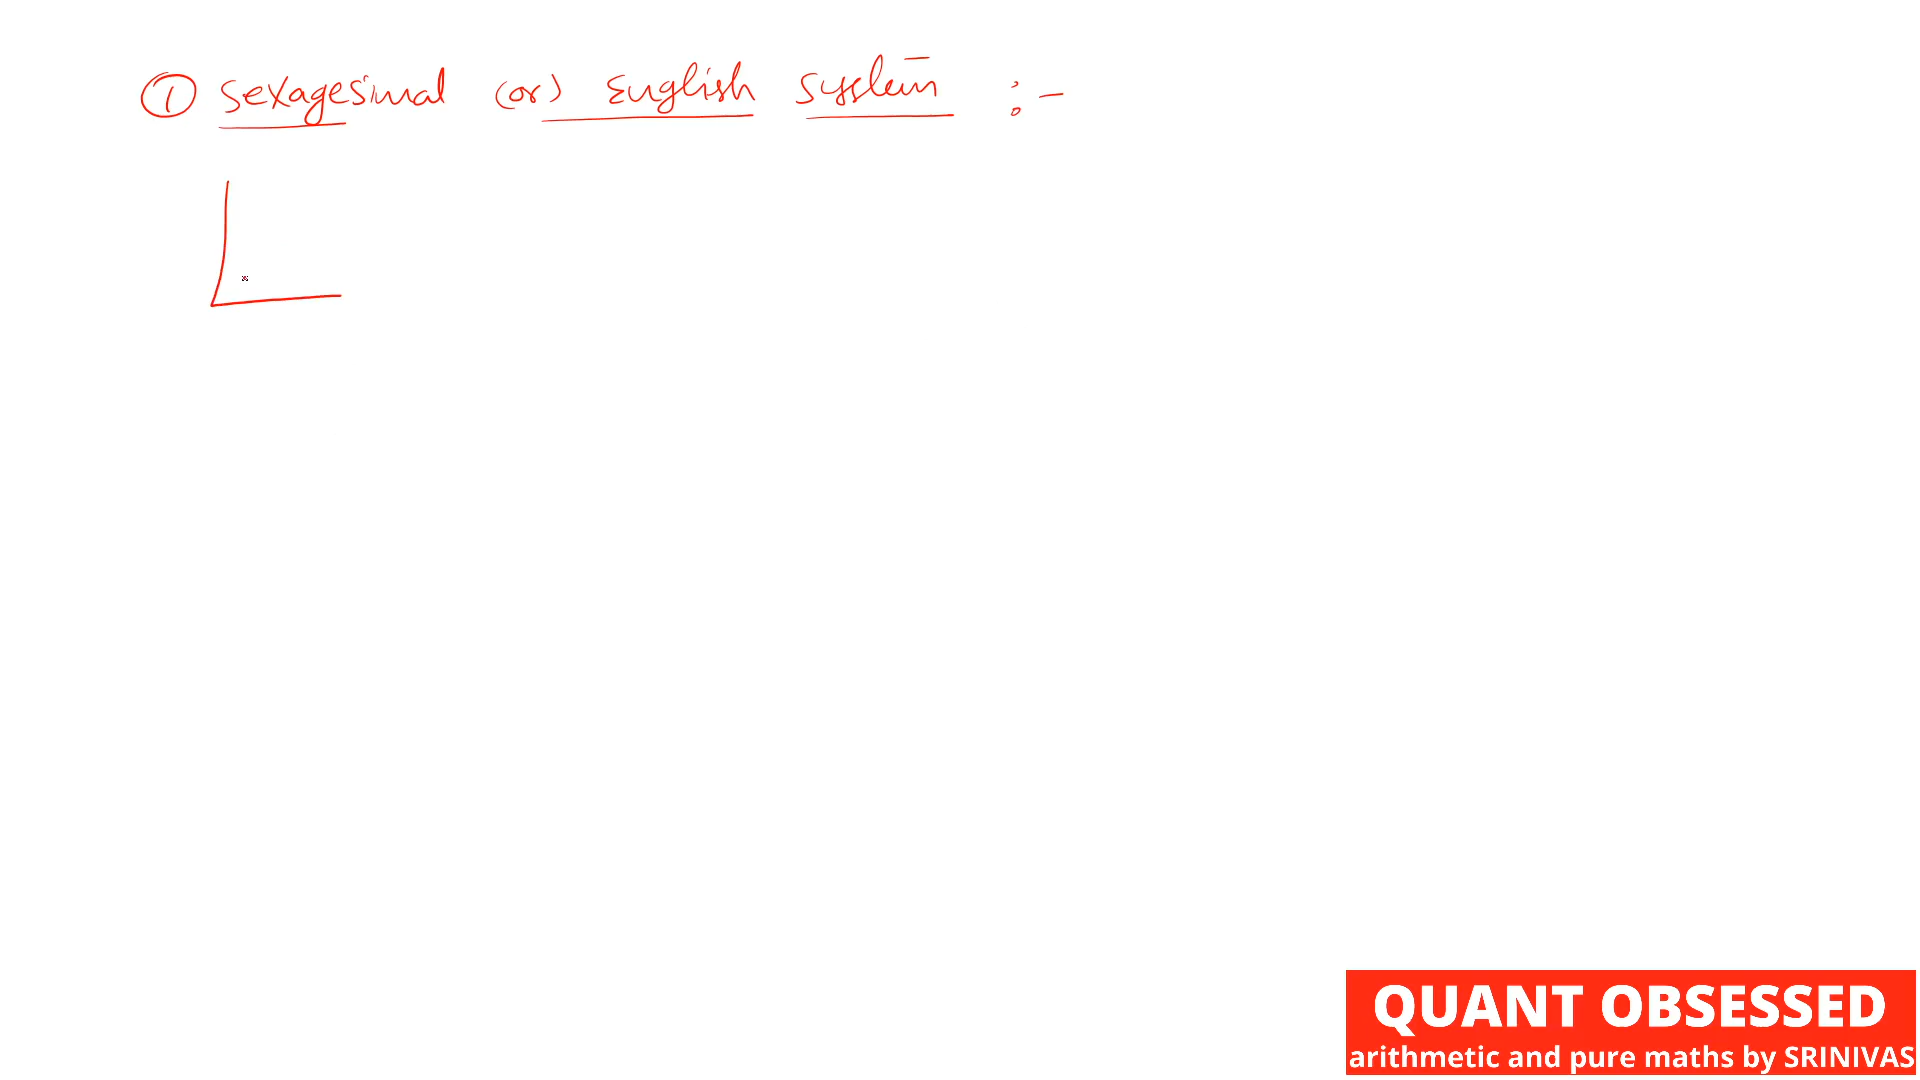 ① sexagesimal (or) English system :-
QUANT OBSESSED
arithmetic and pure maths by SRINIVAS